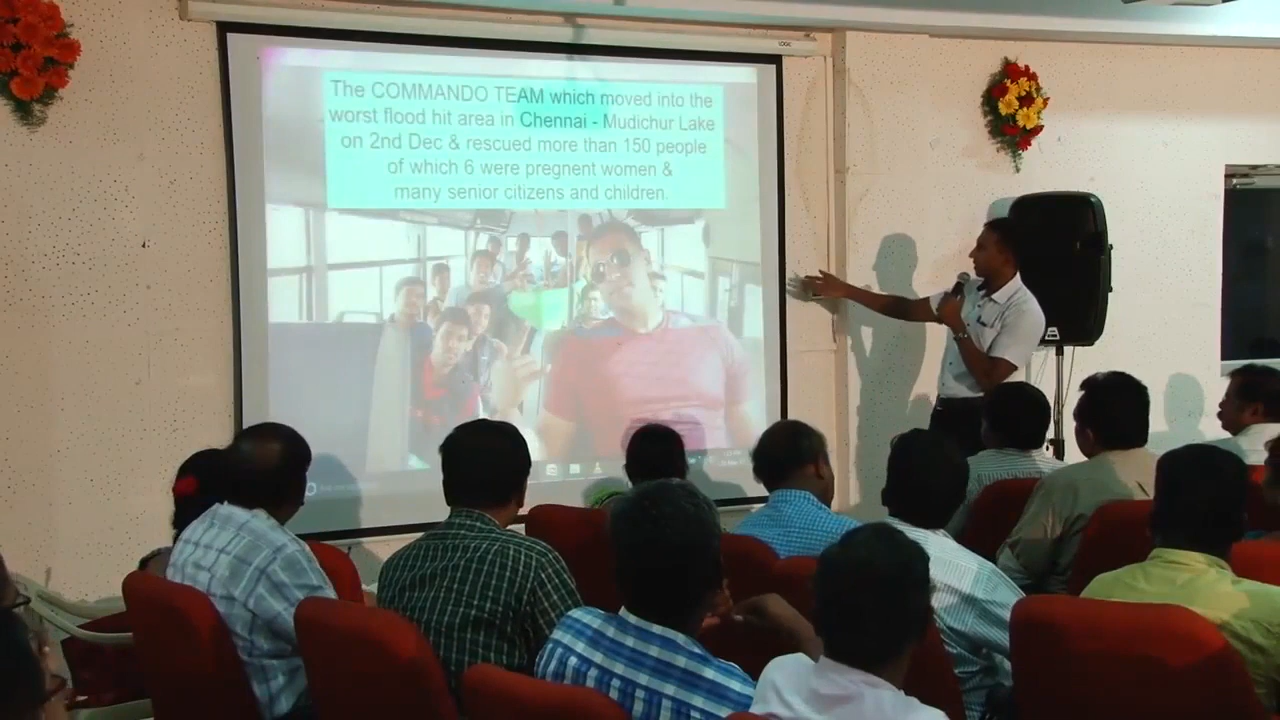 The COMMANDO TEAM which moved into the
worst flood hit area in Chennai - Mudichur Lake
on 2nd Dec & rescued more than 150 people
of which 6 were pregnent women &
many senior citizens and children.